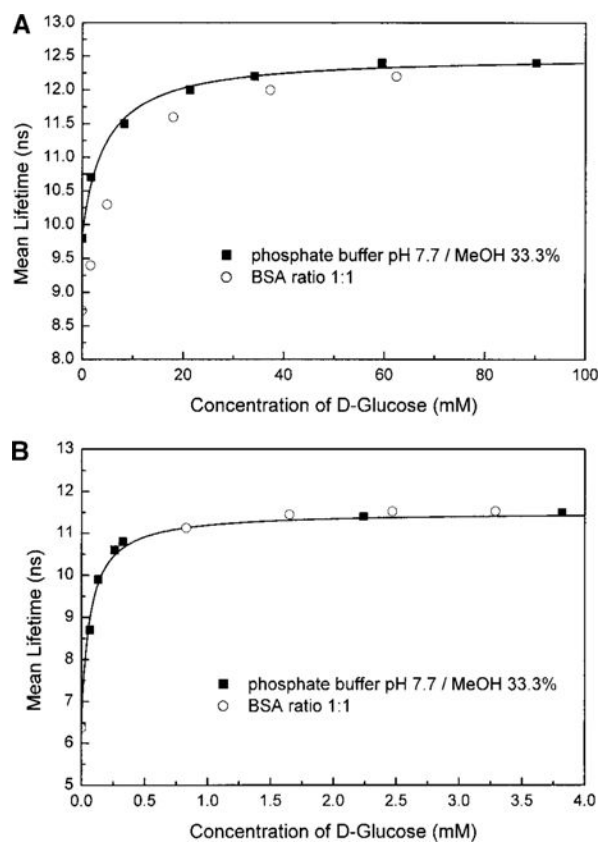 A
Mean Lifetime (ns)
13.0
12.5
12.0
11.5
11.0
10.5
10.0
9.5
9.0
8.5
8.0
phosphate buffer pH 7.7 / MeOH 33.3%
BSA ratio 1:1
0 20 40 60 80 100
Concentration of D-Glucose (mM)
B
Mean Lifetime (ns)
13
12
11
10
9
8
7
6
5
phosphate buffer pH 7.7 / MeOH 33.3%
BSA ratio 1:1
0.0 0.5 1.0 1.5 2.0 2.5 3.0 3.5 4.0
Concentration of D-Glucose (mM)